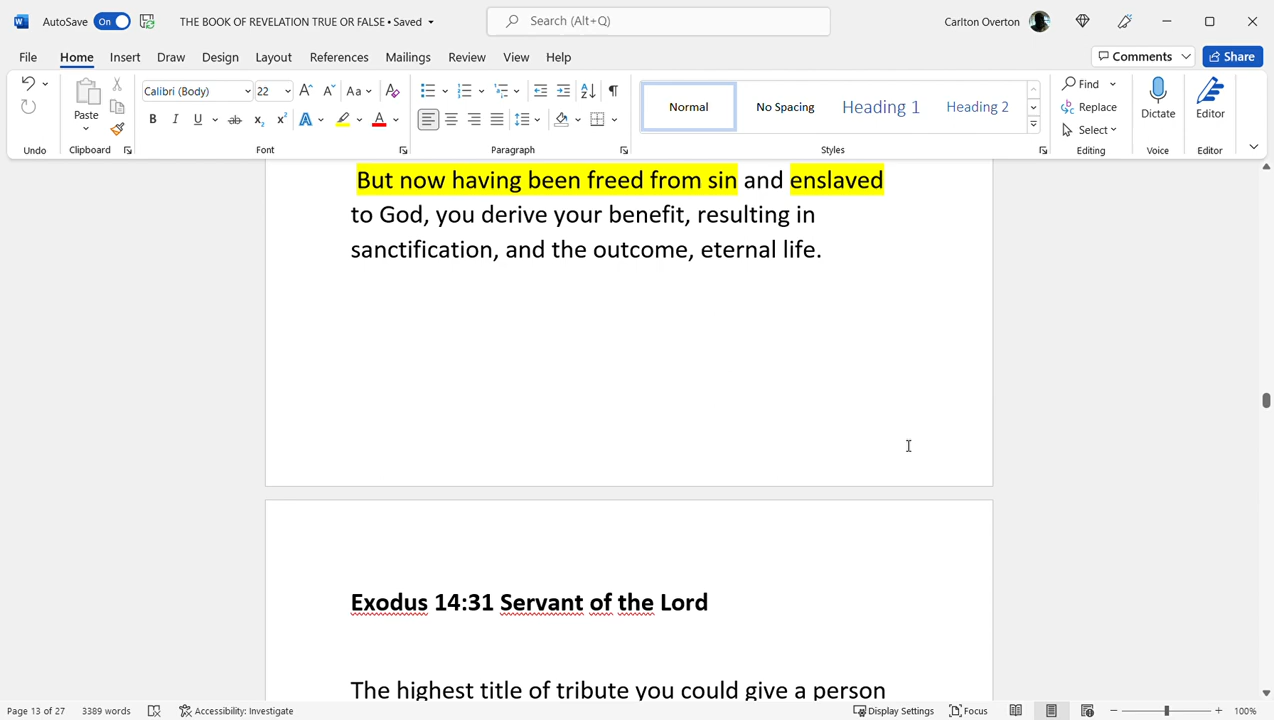 AutoSave On THE BOOK OF REVELATION TRUE OR FALSE • Saved Search (Alt+Q) Carlton Overton
File Home Insert Draw Design Layout References Mailings Review View Help Comments Share
Paste Calibri (Body) 22 Normal No Spacing Heading 1 Heading 2 Find Replace Select Dictate Editor
Undo Clipboard Font Paragraph Styles Editing Voice Editor
But now having been freed from sin and enslaved
to God, you derive your benefit, resulting in
sanctification, and the outcome, eternal life.
Exodus 14:31 Servant of the Lord
The highest title of tribute you could give a person
Page 13 of 27 3389 words Accessibility: Investigate Display Settings Focus 100%